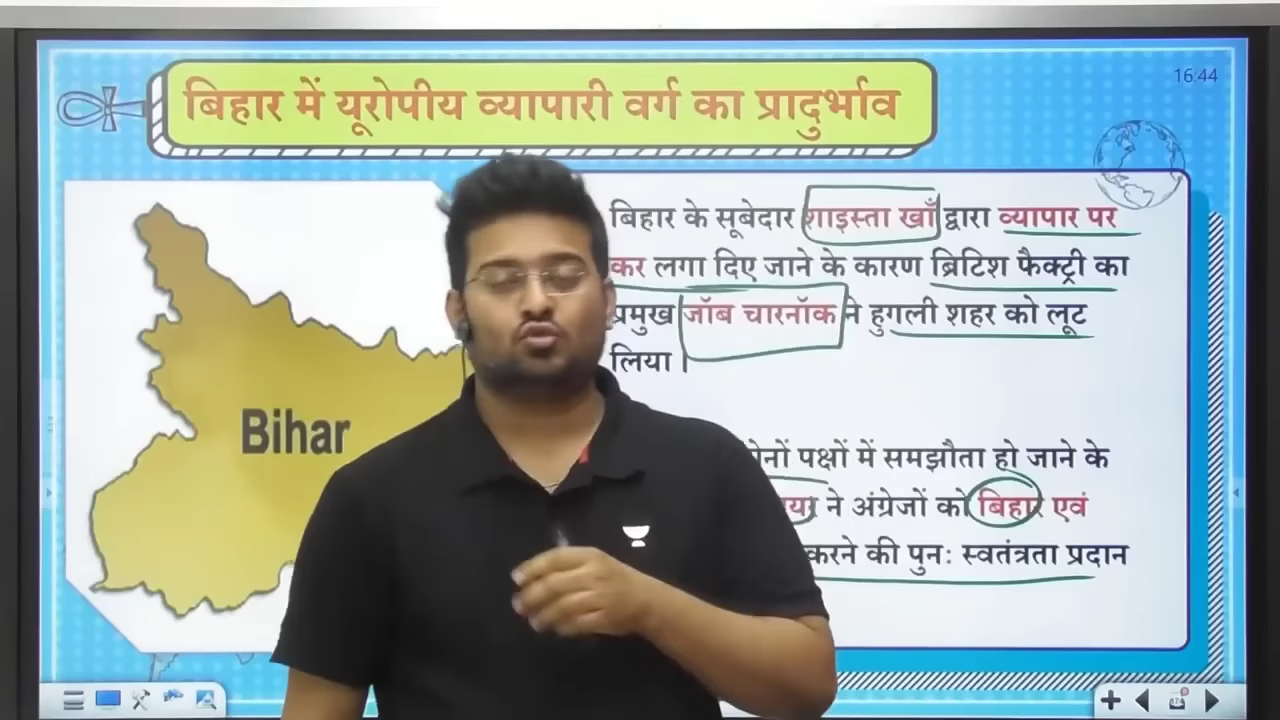 16:44
बिहार में यूरोपीय व्यापारी वर्ग का प्रादुर्भाव
बिहार के सूबेदार शाइस्ता खाँ द्वारा व्यापार पर
कर लगा दिए जाने के कारण ब्रिटिश फैक्ट्री का
प्रमुख जॉब चारनॉक ने हुगली शहर को लूट
लिया |
Bihar
पक्षों में समझौता हो जाने के
ने अंग्रेजों को बिहार एवं
करने की पुनः स्वतंत्रता प्रदान